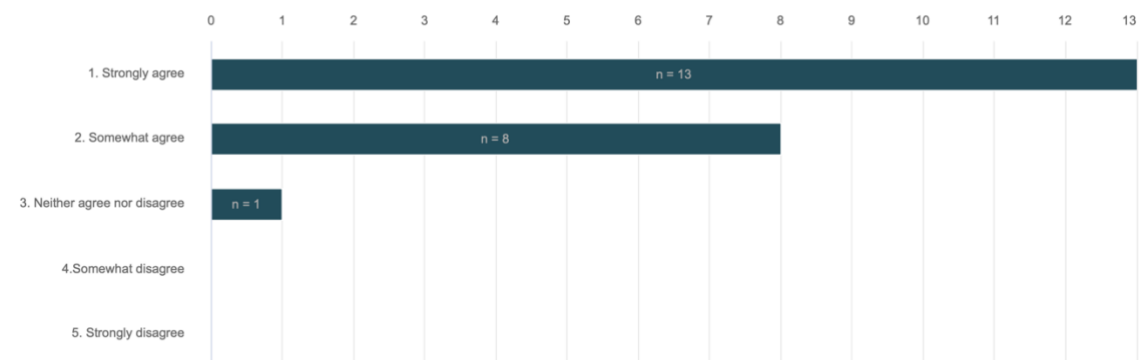 0 1 2 3 4 5 6 7 8 9 10 11 12 13
1. Strongly agree
n = 13
2. Somewhat agree
n = 8
3. Neither agree nor disagree
n = 1
4.Somewhat disagree
5. Strongly disagree